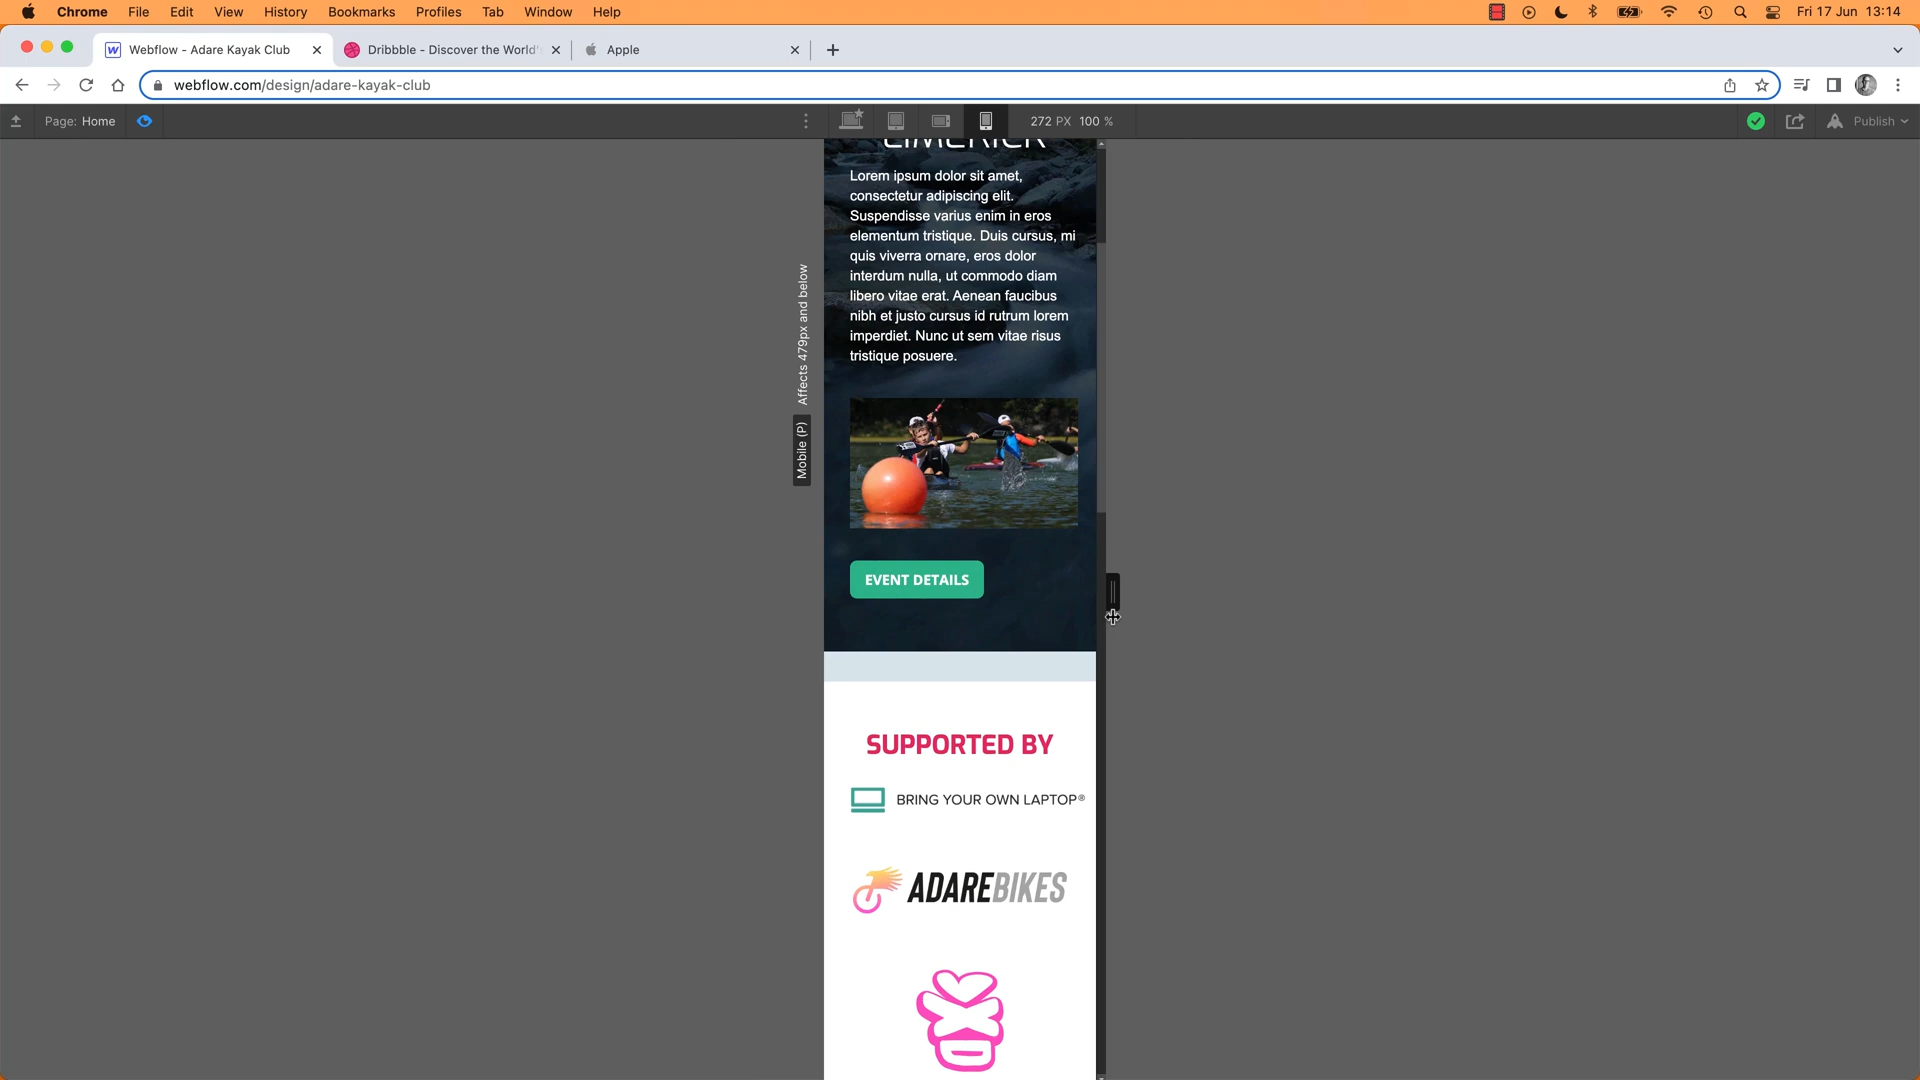 Chrome File Edit View History Bookmarks Profiles Tab Window Help Fri 17 Jun 13:14
Webflow - Adare Kayak Club Dribbble - Discover the World' Apple
webflow.com/design/adare-kayak-club
Page: Home 272 PX 100 % Publish
LIMERICK
Lorem ipsum dolor sit amet,
consectetur adipiscing elit.
Suspendisse varius enim in eros
elementum tristique. Duis cursus, mi
quis viverra ornare, eros dolor
interdum nulla, ut commodo diam
libero vitae erat. Aenean faucibus
nibh et justo cursus id rutrum lorem
imperdiet. Nunc ut sem vitae risus
tristique posuere.
Mobile (P) Affects 479px and below
EVENT DETAILS
SUPPORTED BY
BRING YOUR OWN LAPTOP®
ADAREBIKES